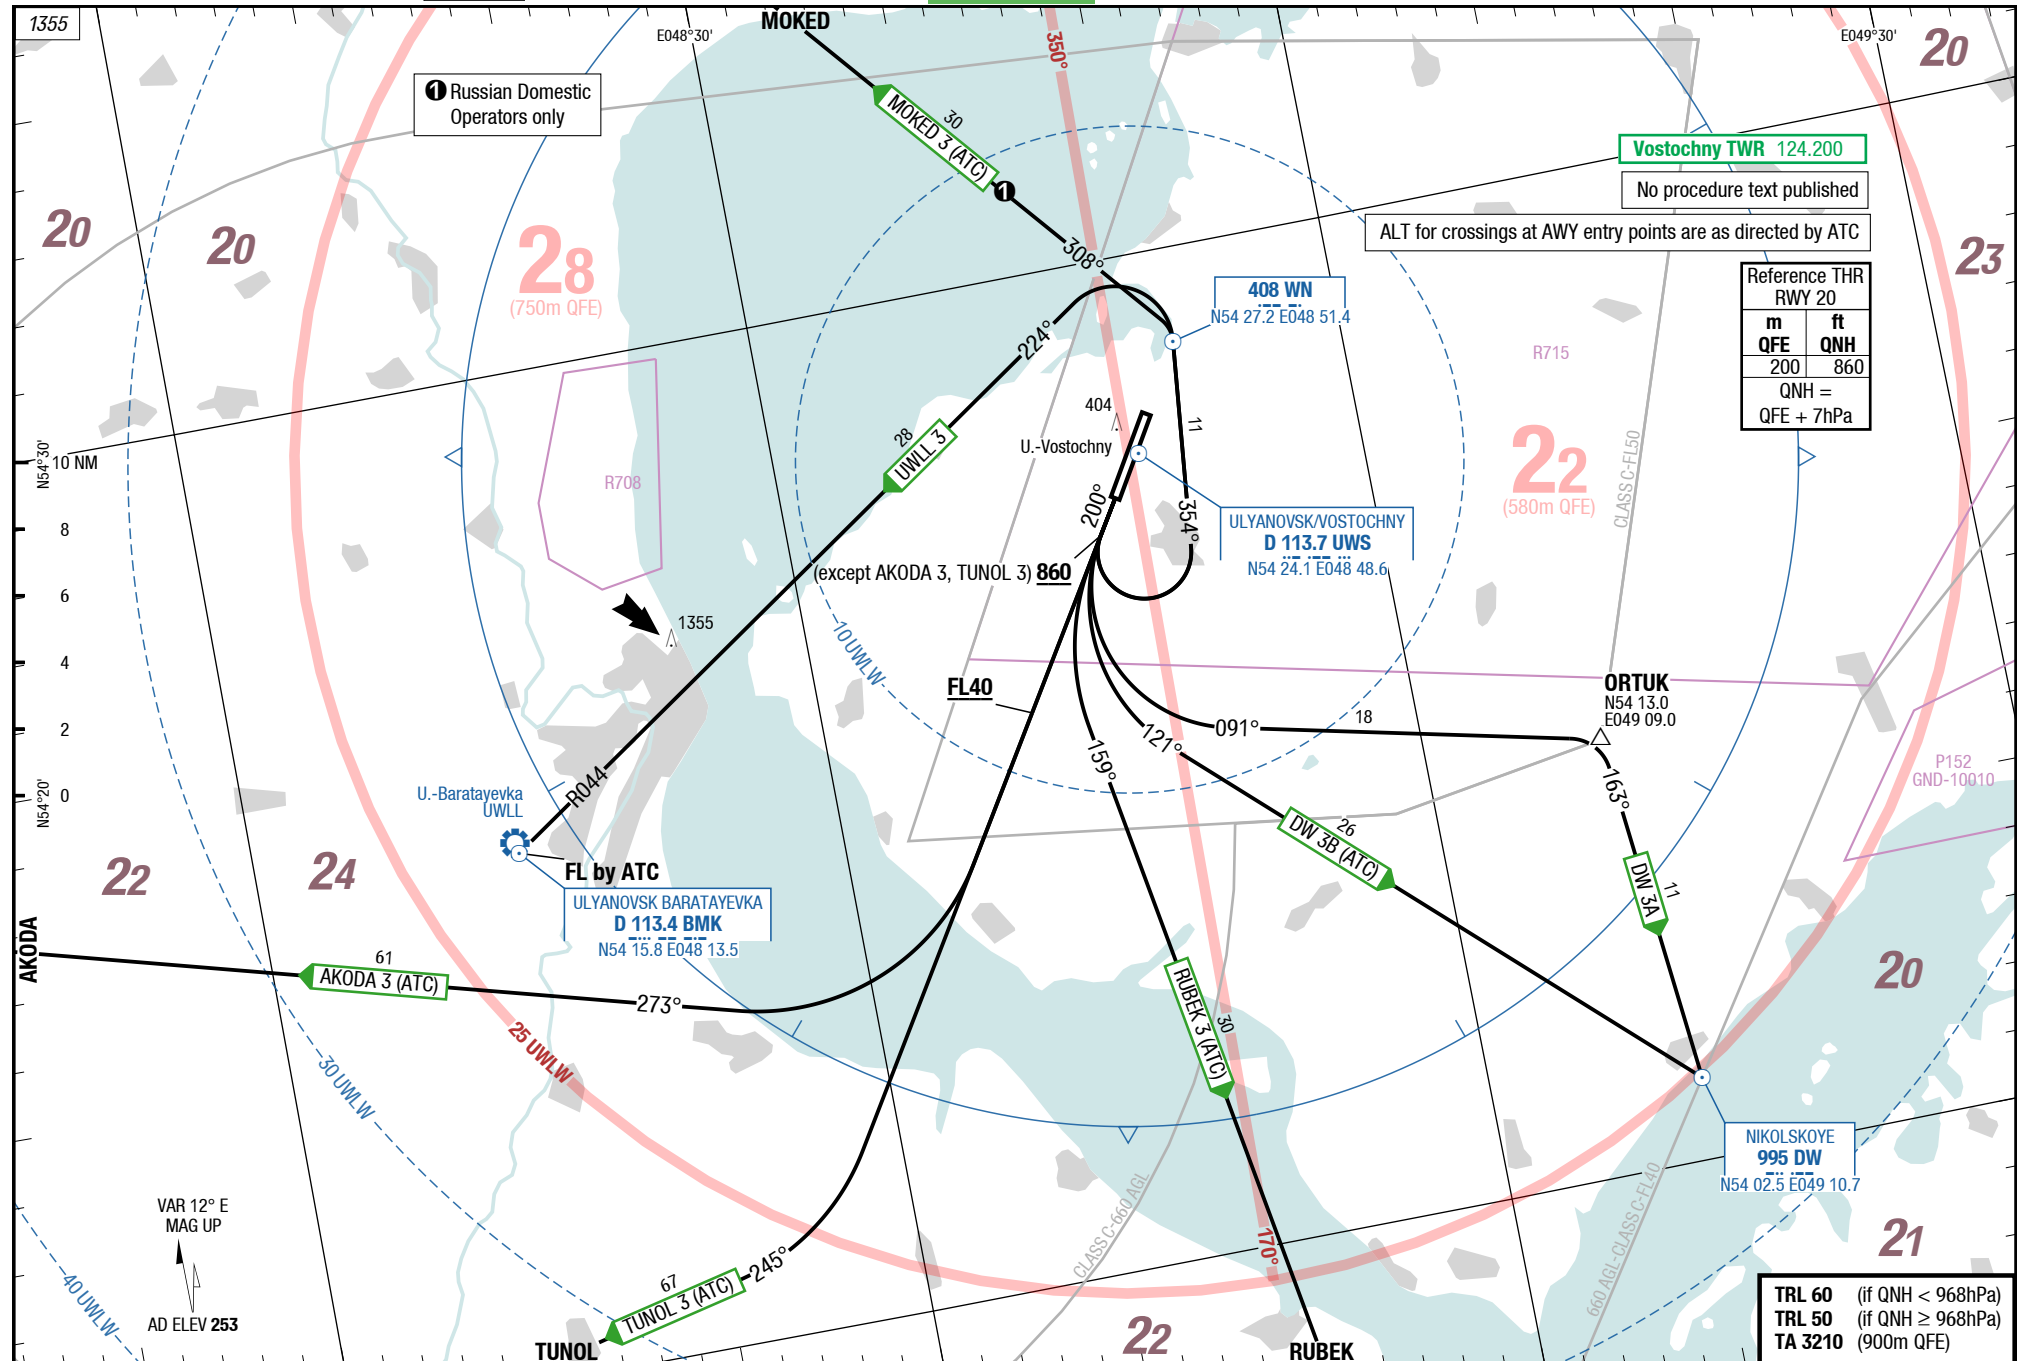 1355
MOKED
E048°30'
350°
E049°30'
20
❶ Russian Domestic
Operators only
30
MOKED 3 (ATC)
1
308°
Vostochny TWR 124.200
No procedure text published
ALT for crossings at AWY entry points are as directed by ATC
20
20
28
(750m QFE)
23
Reference THR
RWY 20
m ft
QFE QNH
200 860
QNH =
QFE + 7hPa
408 WN
N54 27.2 E048 51.4
224°
R715
28
UWLL 3
404
U.-Vostochny
11
22
(580m QFE)
CLASS C-FL50
N54°30'
10 NM
R708
200°
354°
ULYANOVSK/VOSTOCHNY
D 113.7 UWS
N54 24.1 E048 48.6
8
(except AKODA 3, TUNOL 3) 860
6
1355
10 UWLW
4
FL40
ORTUK
N54 13.0
E049 09.0
2
091°
18
121°
159°
163°
P152
GND-10010
N54°20'
0
R044
U.-Baratayevka
UWLL
26
DW 3B (ATC)
FL by ATC
ULYANOVSK BARATAYEVKA
D 113.4 BMK
N54 15.8 E048 13.5
22
24
11
DW 3A
AKODA
61
AKODA 3 (ATC)
273°
20
25 UWLW
30 UWLW
RUBEK 3 (ATC)
30
NIKOLSKOYE
995 DW
N54 02.5 E049 10.7
CLASS C-660 AGL
660 AGL-CLASS C-FL40
VAR 12° E
MAG UP
AD ELEV 253
40 UWLW
245°
67
TUNOL 3 (ATC)
TUNOL
170°
22
RUBEK
21
TRL 60 (if QNH < 968hPa)
TRL 50 (if QNH ≥ 968hPa)
TA 3210 (900m QFE)